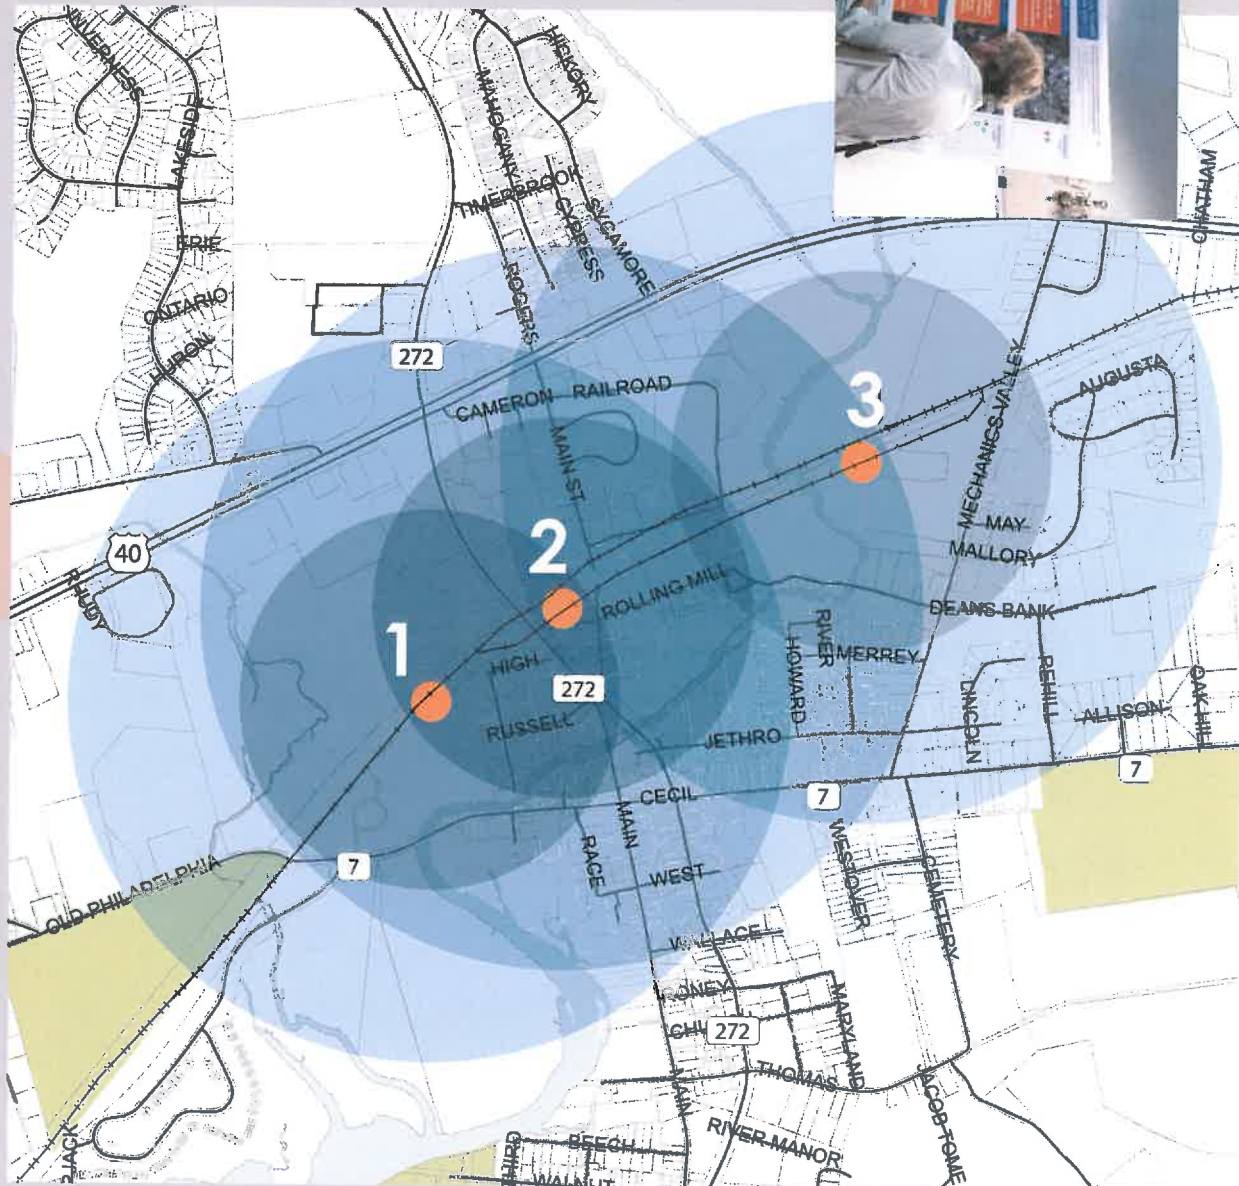 INVERNESS
HICKORY
MAHOGANY
LAKESIDE
TIMERBROOK
CYPRESS
SYCAMORE
CHATHAM
ERIE
ONTARIO
ROGERS
HURON
272
CAMERON
RAILROAD
MECHANICS VALLEY
AUGUSTA
3
MAIN ST
2
40
MAY
MALLORY
RHUDY
ROLLING MILL
DEANS BANK
1
HIGH
RIVER
HOWARD
MERREY
272
REHILL
OAK HILL
LINCOLN
RUSSELL
JETHRO
ALLISON
7
CECIL
7
MAIN
RACE
WEST
WESTOVER
CEMETERY
7
OLD PHILADELPHIA
WALLACE
MARYLAND
272
THOMAS
MAIN
JACOB TOME
RIVER MANOR
BEECH
WALNUT